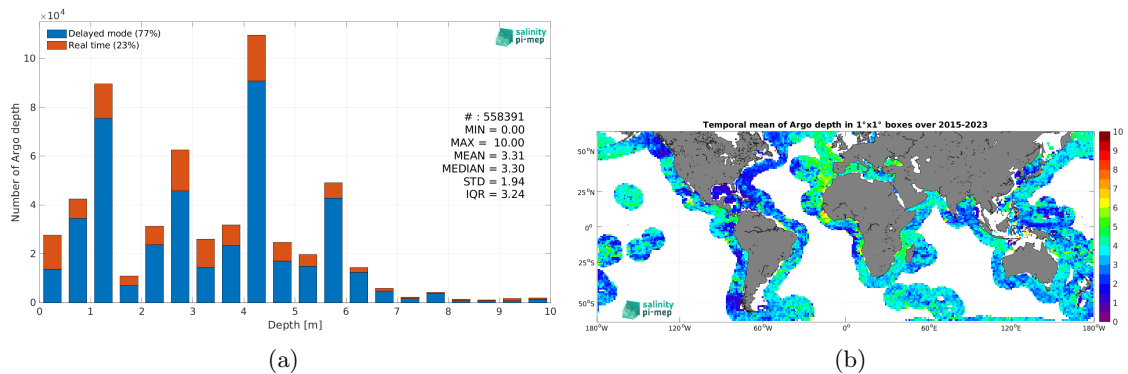 ×10⁴
Delayed mode (77%)
Real time (23%)
salinity
pi-mep
10
8
6
4
2
0
Number of Argo depth
# : 558391
MIN = 0.00
MAX = 10.00
MEAN = 3.31
MEDIAN = 3.30
STD = 1.94
IQR = 3.24
0 1 2 3 4 5 6 7 8 9 10
Depth [m]
(a)
Temporal mean of Argo depth in 1°x1° boxes over 2015-2023
50°N
25°N
0°
25°S
50°S
salinity
pi-mep
180°W 120°W 60°W 0° 60°E 120°E 180°W
10
9
8
7
6
5
4
3
2
1
0
(b)